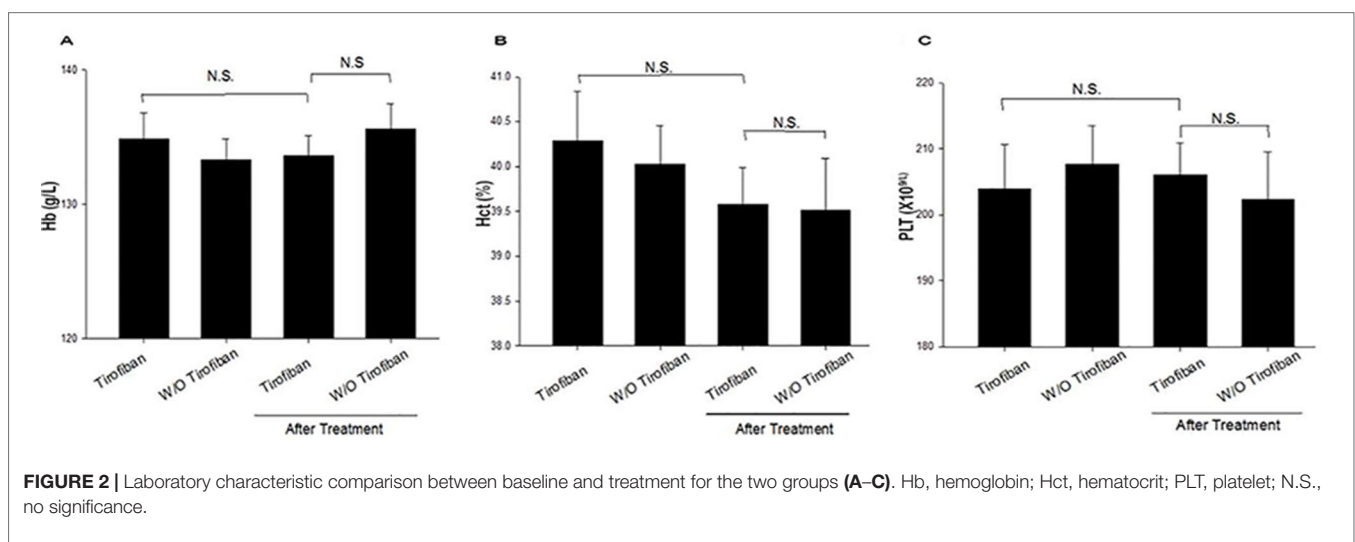 A
140
N.S.
N.S
Hb (g/L)
130
120
Tirofiban
W/O Tirofiban
Tirofiban
W/O Tirofiban
After Treatment
B
41.0
N.S.
40.5
N.S.
40.0
Hct (%)
39.5
39.0
38.5
38.0
Tirofiban
W/O Tirofiban
Tirofiban
W/O Tirofiban
After Treatment
C
220
N.S.
N.S.
210
PLT (X10⁹/L)
200
190
180
Tirofiban
W/O Tirofiban
Tirofiban
W/O Tirofiban
After Treatment
FIGURE 2 | Laboratory characteristic comparison between baseline and treatment for the two groups (A–C). Hb, hemoglobin; Hct, hematocrit; PLT, platelet; N.S.,
no significance.